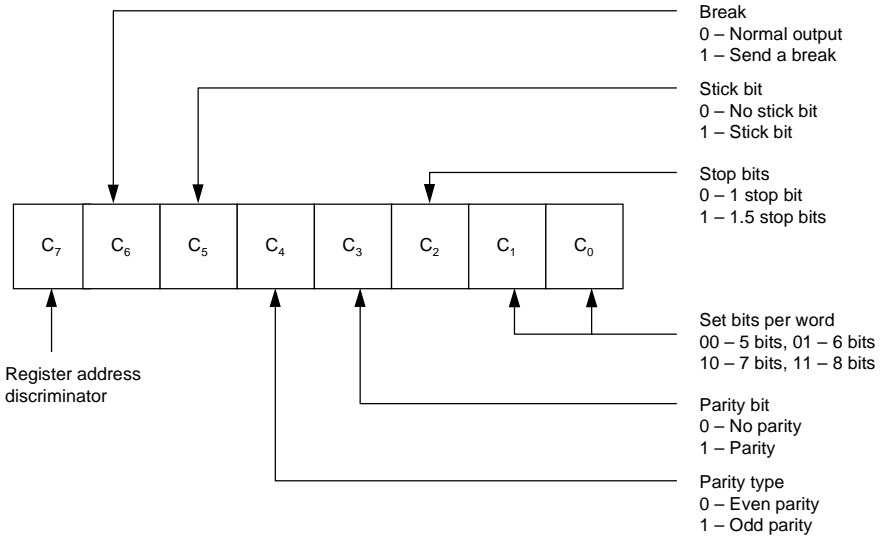 Break
0 – Normal output
1 – Send a break
Stick bit
0 – No stick bit
1 – Stick bit
Stop bits
0 – 1 stop bit
1 – 1.5 stop bits
C7 C6 C5 C4 C3 C2 C1 C0
Register address
discriminator
Set bits per word
00 – 5 bits, 01 – 6 bits
10 – 7 bits, 11 – 8 bits
Parity bit
0 – No parity
1 – Parity
Parity type
0 – Even parity
1 – Odd parity